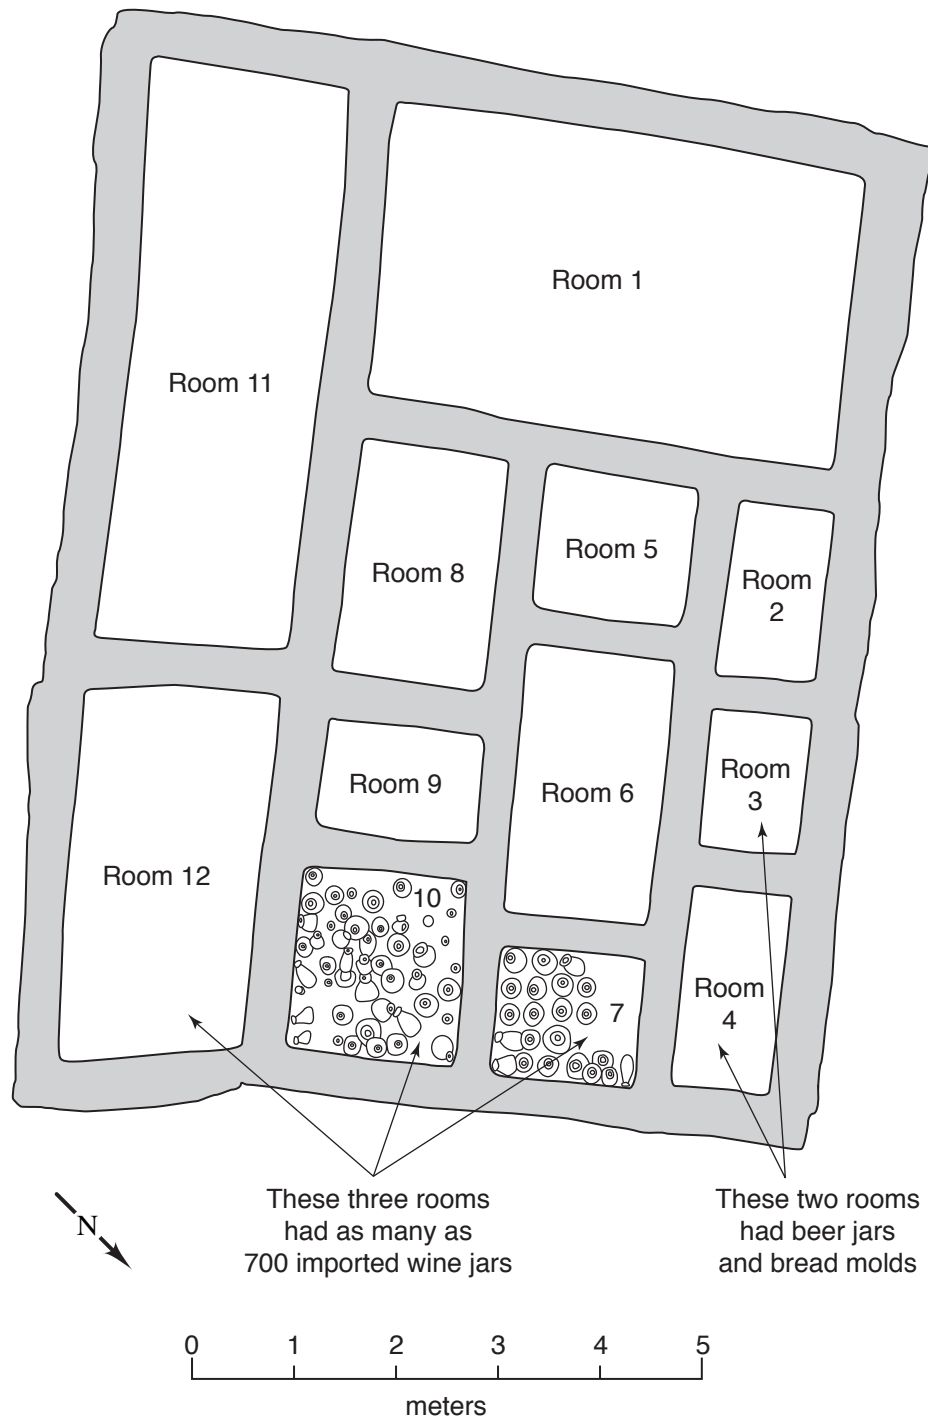 Room 1
Room 11
Room 8
Room 5
Room
2
Room 9
Room 6
Room
3
Room 12
10
7
Room
4
N
These three rooms
had as many as
700 imported wine jars
These two rooms
had beer jars
and bread molds
0 1 2 3 4 5
meters